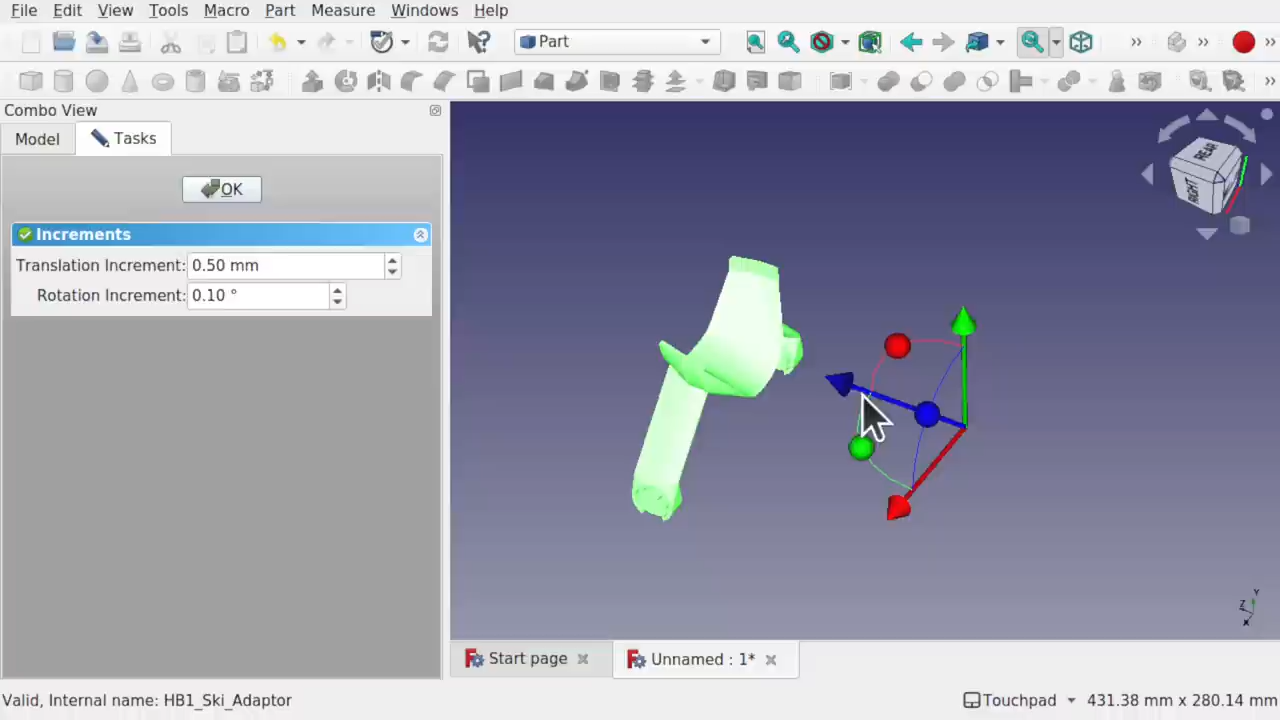 File Edit View Tools Macro Part Measure Windows Help
Part
Combo View
Model Tasks
OK
Increments
Translation Increment: 0.50 mm
Rotation Increment: 0.10 °
REAR
RIGHT
Y
Z
X
Start page
Unnamed : 1*
Valid, Internal name: HB1_Ski_Adaptor
Touchpad 431.38 mm x 280.14 mm